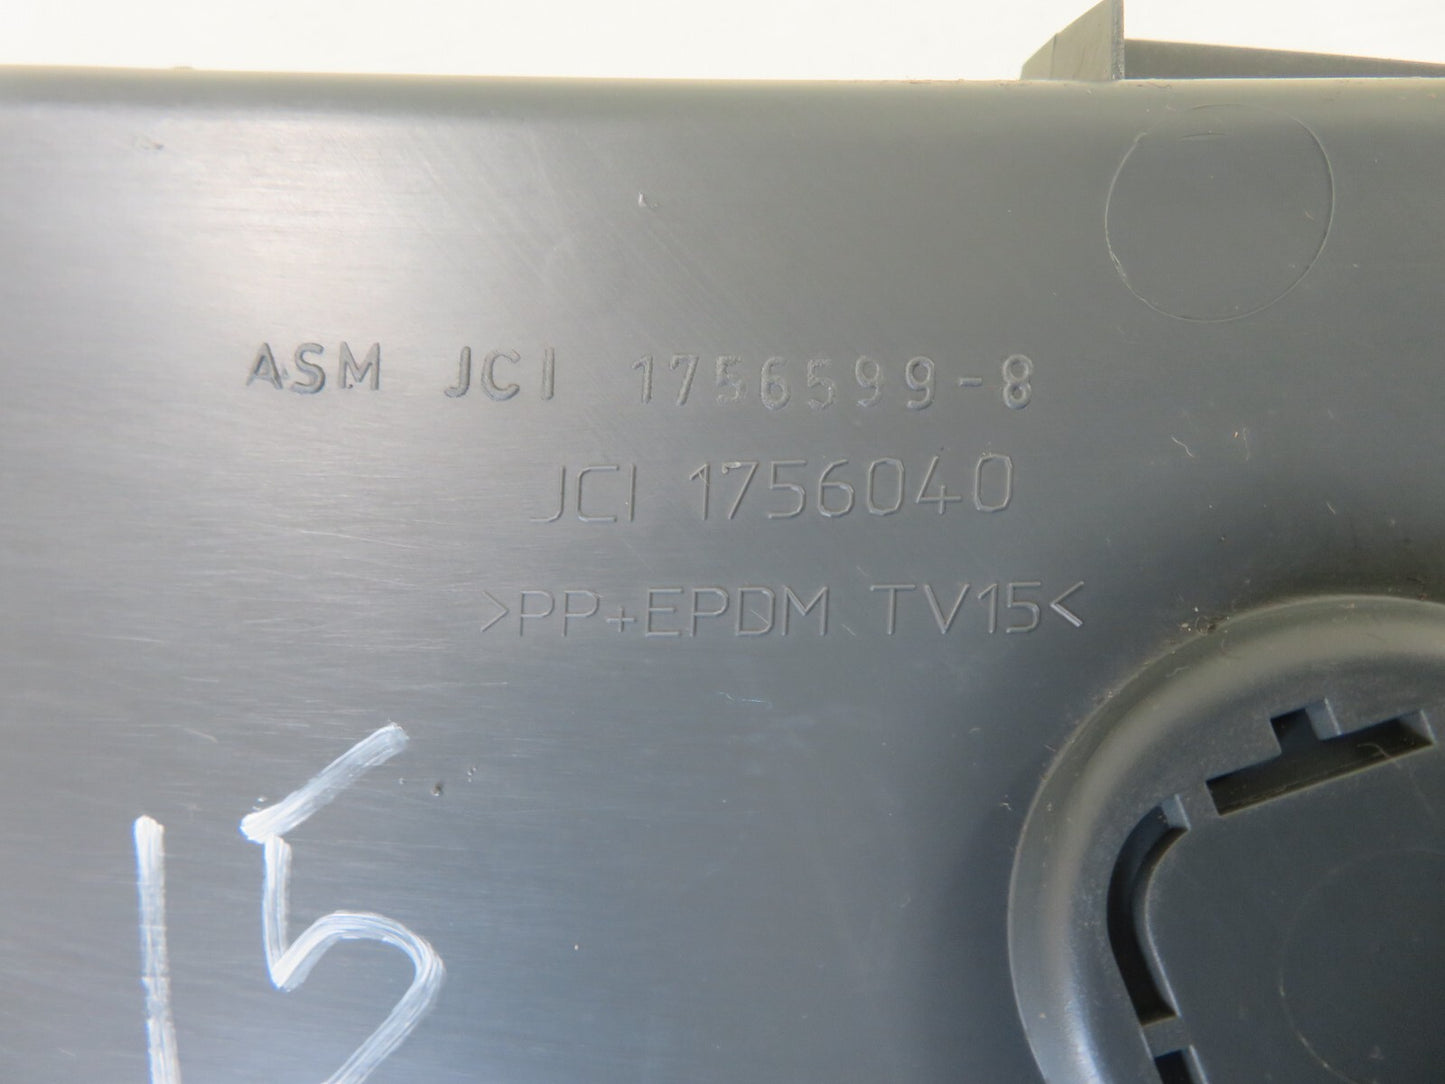 ASM JCI 1756599-8
JCI 1756040
>PP+EPDM TV15<
15